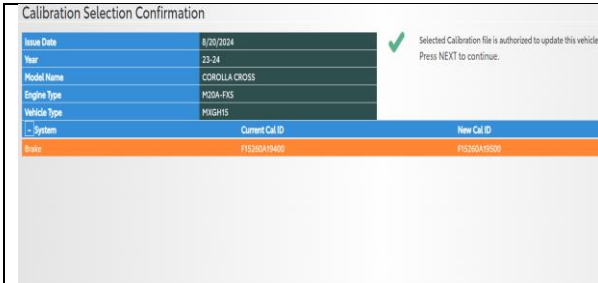 Calibration Selection Confirmation
Issue Date 8/20/2024
Year 23-24
Model Name COROLLA CROSS
Engine Type M20A-FXS
Vehicle Type MXGH15
Selected Calibration file is authorized to update this vehicle
Press NEXT to continue.
- System Current Cal ID New Cal ID
Brake F15260A19400 F15260A19500